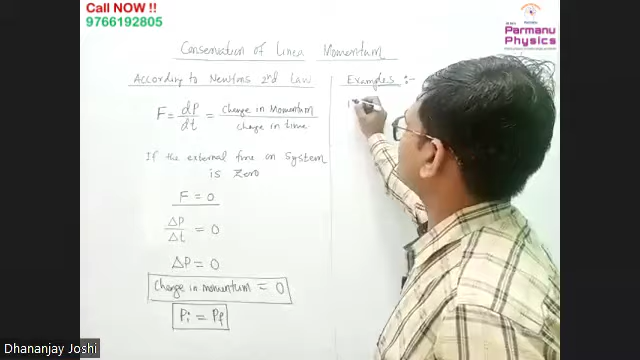 Call NOW !!
9766192805
Parmanu
Physics
Conservation of Linea Momentum
According to Newtons 2nd Law
F = dP/dt = Change in Momentum / change in time
If the external force on System
is Zero
F = 0
ΔP/Δt = 0
ΔP = 0
Change in momentum = 0
Pi = Pf
Examples :-
Dhananjay Joshi